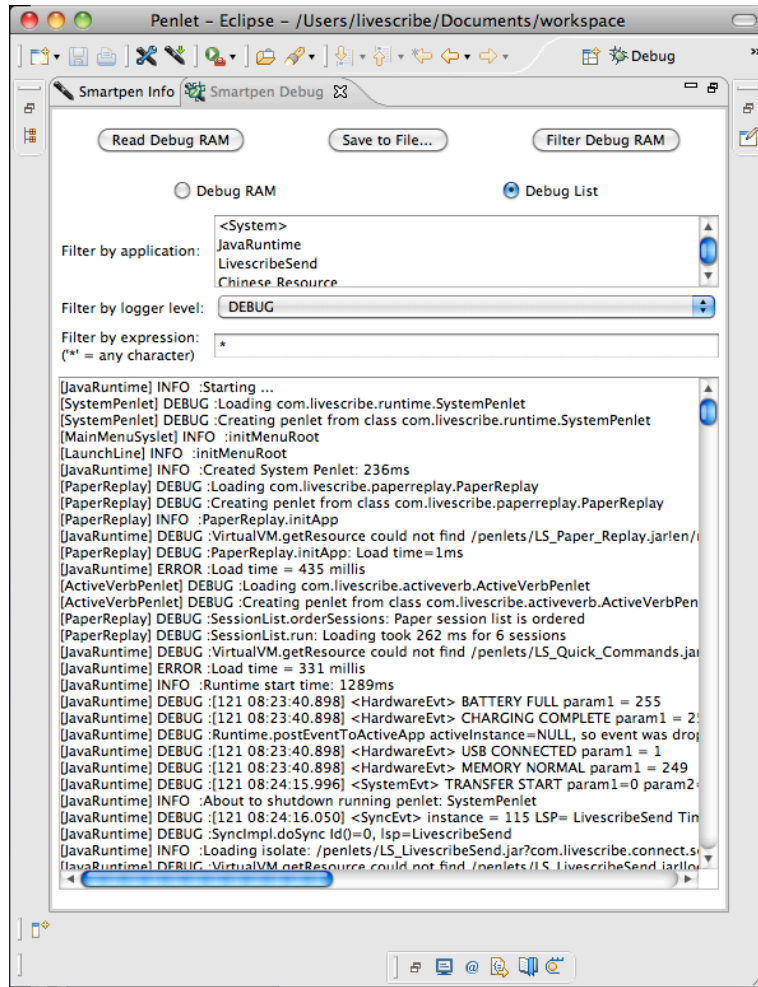 Penlet – Eclipse – /Users/livescribe/Documents/workspace
Debug
Smartpen Info Smartpen Debug
Read Debug RAM Save to File... Filter Debug RAM
Debug RAM Debug List
Filter by application:
<System>
JavaRuntime
LivescribeSend
Chinese Resource
Filter by logger level: DEBUG
Filter by expression: *
('*' = any character)
[JavaRuntime] INFO :Starting ...
[SystemPenlet] DEBUG :Loading com.livescribe.runtime.SystemPenlet
[SystemPenlet] DEBUG :Creating penlet from class com.livescribe.runtime.SystemPenlet
[MainMenuSyslet] INFO :initMenuRoot
[LaunchLine] INFO :initMenuRoot
[JavaRuntime] INFO :Created System Penlet: 236ms
[PaperReplay] DEBUG :Loading com.livescribe.paperreplay.PaperReplay
[PaperReplay] DEBUG :Creating penlet from class com.livescribe.paperreplay.PaperReplay
[PaperReplay] INFO :PaperReplay.initApp
[JavaRuntime] DEBUG :VirtualVM.getResource could not find /penlets/LS_Paper_Replay.jar!en/
[PaperReplay] DEBUG :PaperReplay.initApp: Load time=1ms
[JavaRuntime] ERROR :Load time = 435 millis
[ActiveVerbPenlet] DEBUG :Loading com.livescribe.activeverb.ActiveVerbPenlet
[ActiveVerbPenlet] DEBUG :Creating penlet from class com.livescribe.activeverb.ActiveVerbPen
[PaperReplay] DEBUG :SessionList.orderSessions: Paper session list is ordered
[PaperReplay] DEBUG :SessionList.run: Loading took 262 ms for 6 sessions
[JavaRuntime] DEBUG :VirtualVM.getResource could not find /penlets/LS_Quick_Commands.jar
[JavaRuntime] ERROR :Load time = 331 millis
[JavaRuntime] INFO :Runtime start time: 1289ms
[JavaRuntime] DEBUG :[121 08:23:40.898] <HardwareEvt> BATTERY FULL param1 = 255
[JavaRuntime] DEBUG :[121 08:23:40.898] <HardwareEvt> CHARGING COMPLETE param1 = 2
[JavaRuntime] DEBUG :Runtime.postEventToActiveApp activeInstance=NULL, so event was drop
[JavaRuntime] DEBUG :[121 08:23:40.898] <HardwareEvt> USB CONNECTED param1 = 1
[JavaRuntime] DEBUG :[121 08:23:40.898] <HardwareEvt> MEMORY NORMAL param1 = 249
[JavaRuntime] DEBUG :[121 08:24:15.996] <SystemEvt> TRANSFER START param1=0 param2=
[JavaRuntime] INFO :About to shutdown running penlet: SystemPenlet
[JavaRuntime] DEBUG :[121 08:24:16.050] <SyncEvt> instance = 115 LSP= LivescribeSend Tim
[JavaRuntime] DEBUG :SyncImpl.doSync Id()=0, lsp=LivescribeSend
[JavaRuntime] INFO :Loading isolate: /penlets/LS_LivescribeSend.jar?com.livescribe.connect.s
[JavaRuntime] DEBUG :VirtualVM.getResource could not find /penlets/LS_LivescribeSend.jar!lo